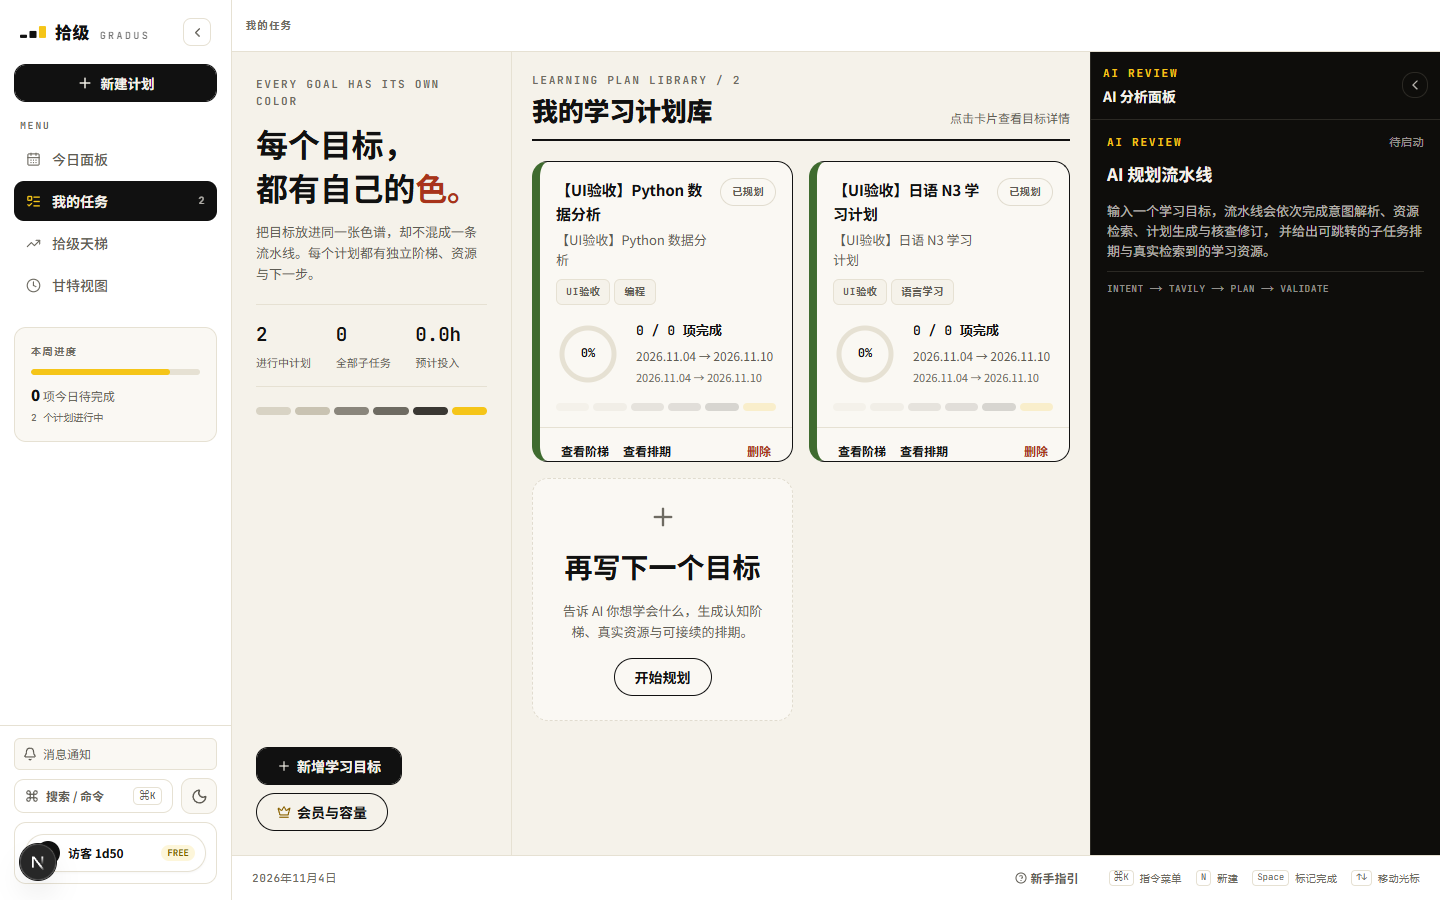 拾级 GRADUS
新建计划
MENU
今日面板
我的任务 2
拾级天梯
甘特视图
本周进度
0 项今日待完成
2 个计划进行中
消息通知
搜索 / 命令 ⌘K
访客 1d50 FREE
N
我的任务
EVERY GOAL HAS ITS OWN
COLOR
每个目标，
都有自己的色。
把目标放进同一张色谱，却不混成一条
流水线。每个计划都有独立阶梯、资源
与下一步。
2 0 0.0h
进行中计划 全部子任务 预计投入
新增学习目标
会员与容量
LEARNING PLAN LIBRARY / 2
我的学习计划库
点击卡片查看目标详情
【UI验收】Python 数
据分析
已规划
【UI验收】Python 数据分
析
UI验收 编程
0%
0 / 0 项完成
2026.11.04 → 2026.11.10
2026.11.04 → 2026.11.10
查看阶梯 查看排期 删除
【UI验收】日语 N3 学
习计划
已规划
【UI验收】日语 N3 学习
计划
UI验收 语言学习
0%
0 / 0 项完成
2026.11.04 → 2026.11.10
2026.11.04 → 2026.11.10
查看阶梯 查看排期 删除
再写下一个目标
告诉 AI 你想学会什么，生成认知阶
梯、真实资源与可接续的排期。
开始规划
AI REVIEW
AI 分析面板
AI REVIEW 待启动
AI 规划流水线
输入一个学习目标，流水线会依次完成意图解析、资源
检索、计划生成与核查修订， 并给出可跳转的子任务排
期与真实检索到的学习资源。
INTENT → TAVILY → PLAN → VALIDATE
2026年11月4日
新手指引
⌘K 指令菜单 N 新建 Space 标记完成 ↑↓ 移动光标